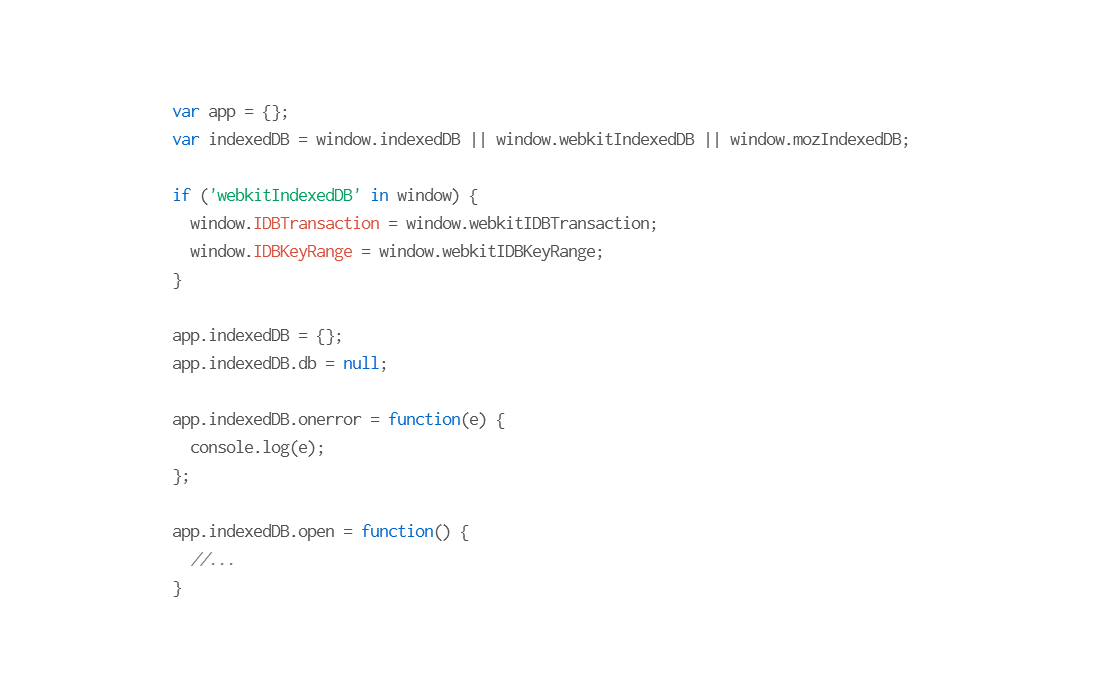 var app = {};
var indexedDB = window.indexedDB || window.webkitIndexedDB || window.mozIndexedDB;
if ('webkitIndexedDB' in window) {
  window.IDBTransaction = window.webkitIDBTransaction;
  window.IDBKeyRange = window.webkitIDBKeyRange;
}
app.indexedDB = {};
app.indexedDB.db = null;
app.indexedDB.onerror = function(e) {
  console.log(e);
};
app.indexedDB.open = function() {
  //...
}